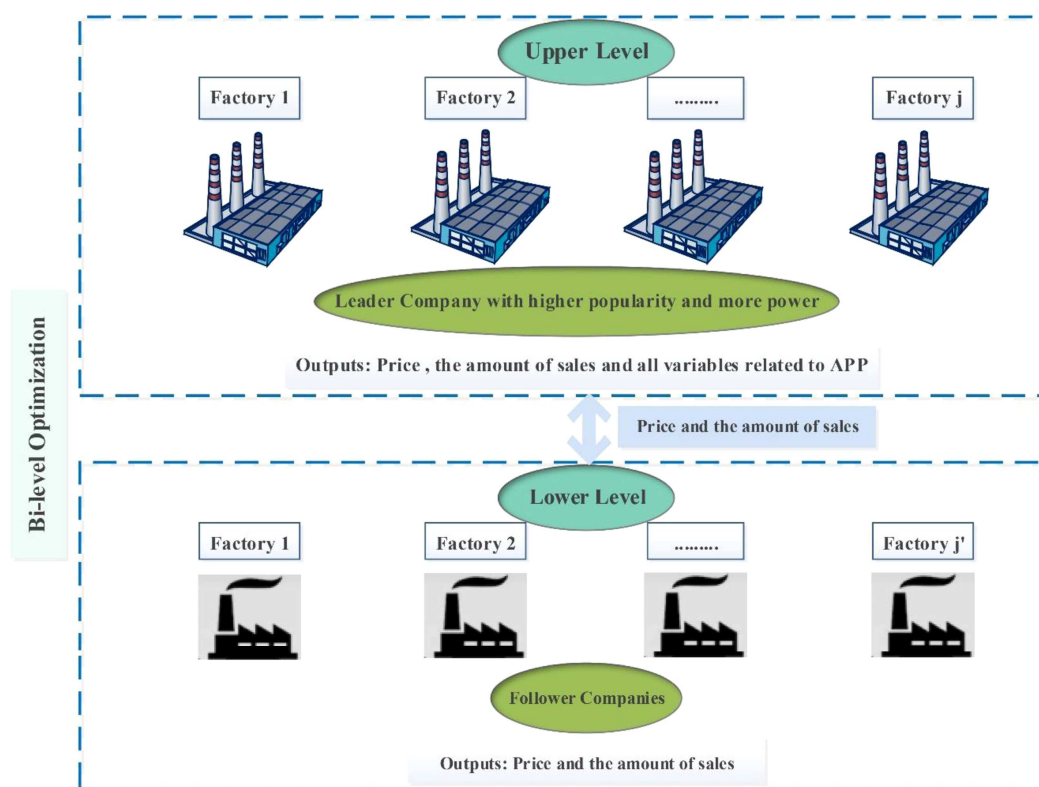 Upper Level
Factory 1
Factory 2
.........
Factory j
Leader Company with higher popularity and more power
Outputs: Price , the amount of sales and all variables related to APP
Bi-level Optimization
Price and the amount of sales
Lower Level
Factory 1
Factory 2
.........
Factory j'
Follower Companies
Outputs: Price and the amount of sales